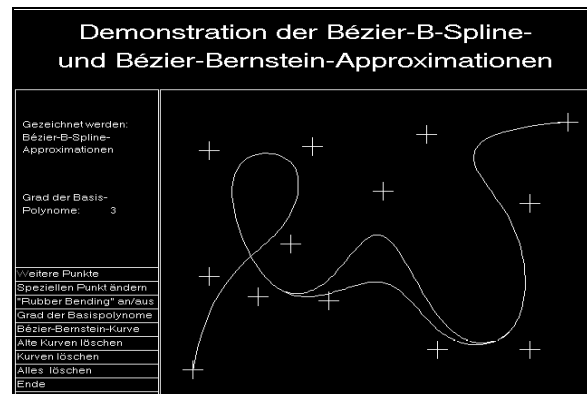 Demonstration der Bézier-B-Spline-
und Bézier-Bernstein-Approximationen
Gezeichnet werden:
Bézier-B-Spline-
Approximationen
Grad der Basis-
Polynome: 3
Weitere Punkte
Speziellen Punkt ändern
"Rubber Bending" an/aus
Grad der Basispolynome
Bézier-Bernstein-Kurve
Alte Kurven löschen
Kurven löschen
Alles löschen
Ende